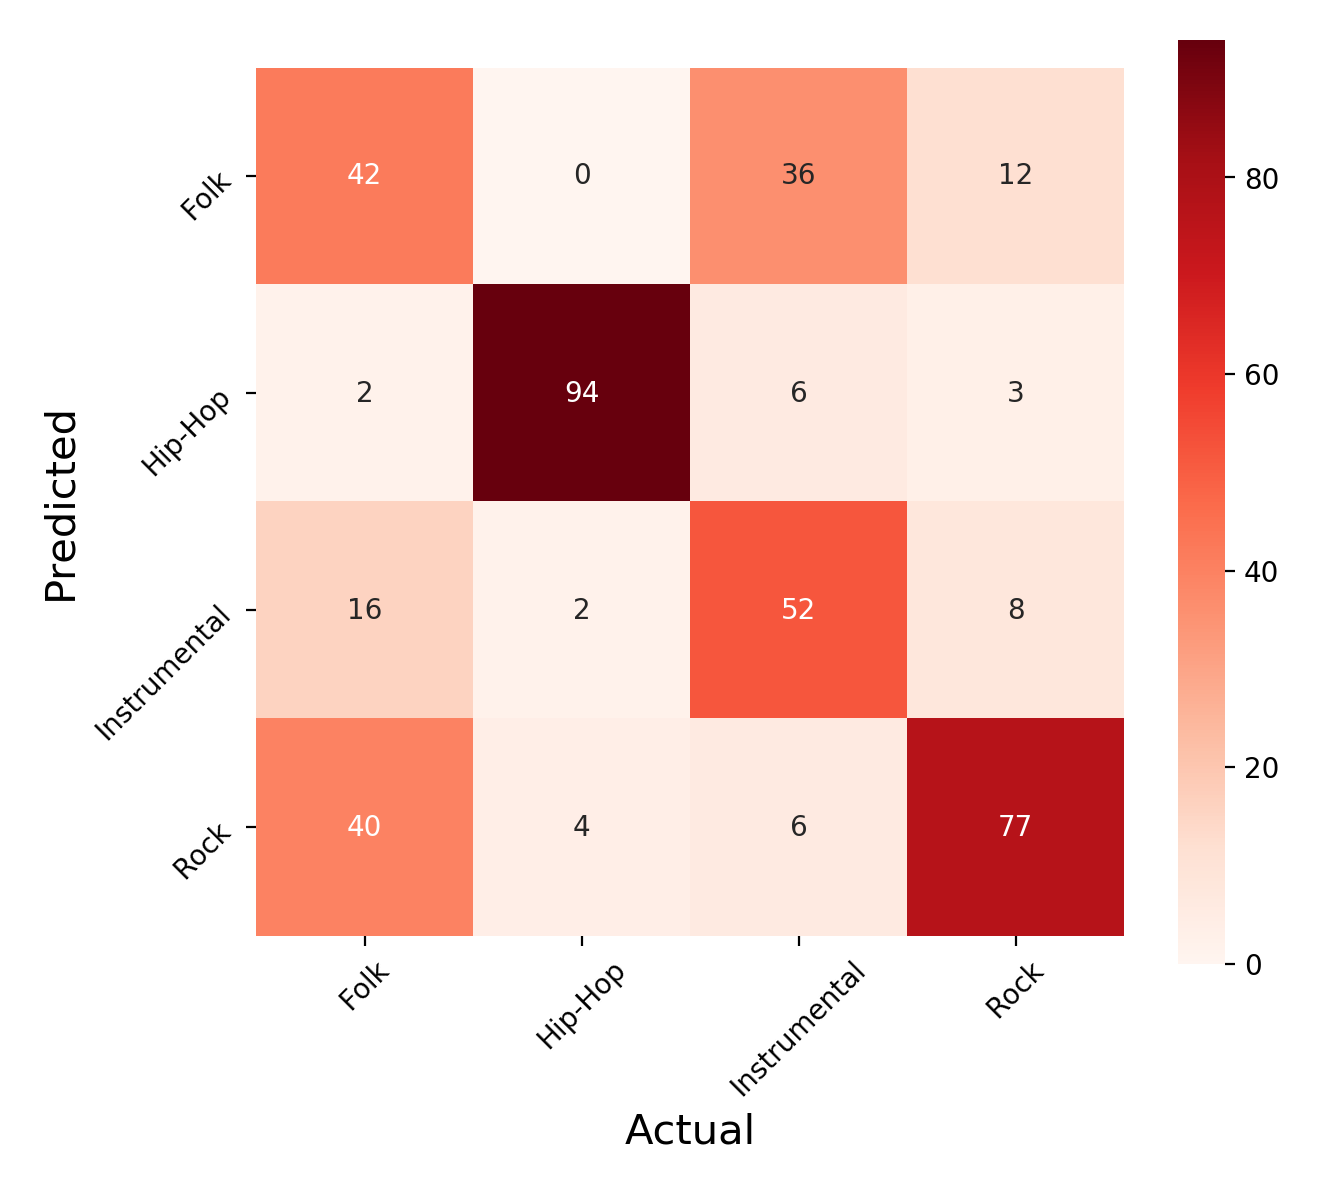 Predicted
Folk
42 0 36 12
Hip-Hop
2 94 6 3
Instrumental
16 2 52 8
Rock
40 4 6 77
Folk Hip-Hop Instrumental Rock
Actual
80
60
40
20
0